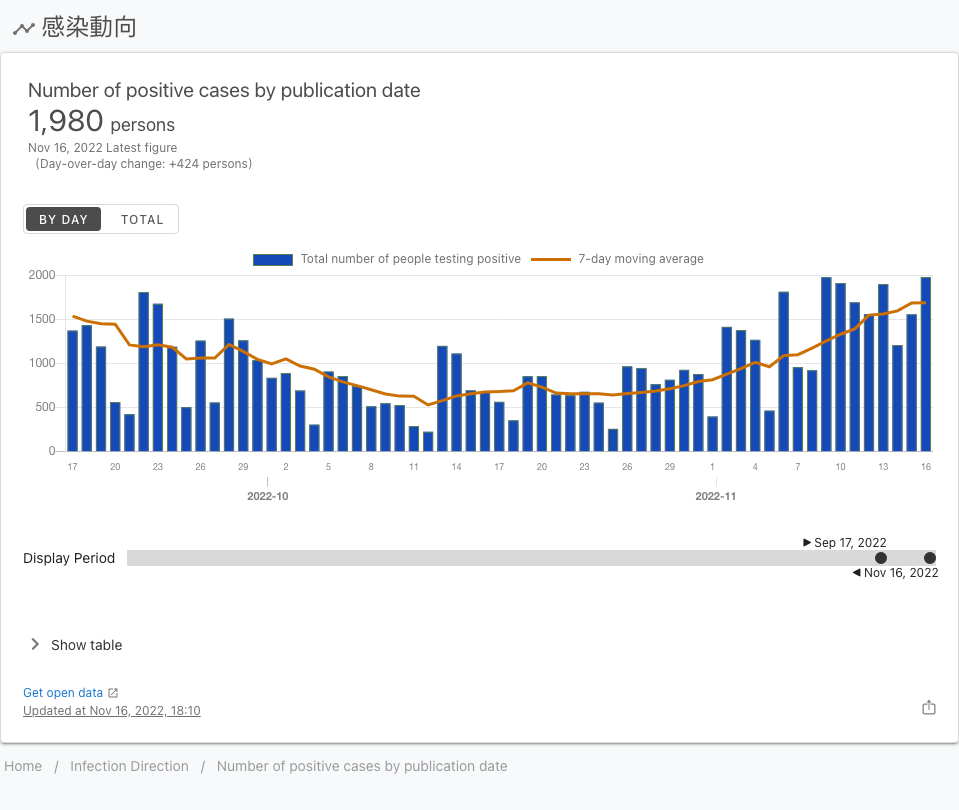 感染動向
Number of positive cases by publication date
1,980 persons
Nov 16, 2022 Latest figure
(Day-over-day change: +424 persons)
BY DAY TOTAL
Total number of people testing positive 7-day moving average
2000
1500
1000
500
0
17 20 23 26 29 2 5 8 11 14 17 20 23 26 29 1 4 7 10 13 16
2022-10 2022-11
Sep 17, 2022
Display Period
Nov 16, 2022
Show table
Get open data
Updated at Nov 16, 2022, 18:10
Home / Infection Direction / Number of positive cases by publication date